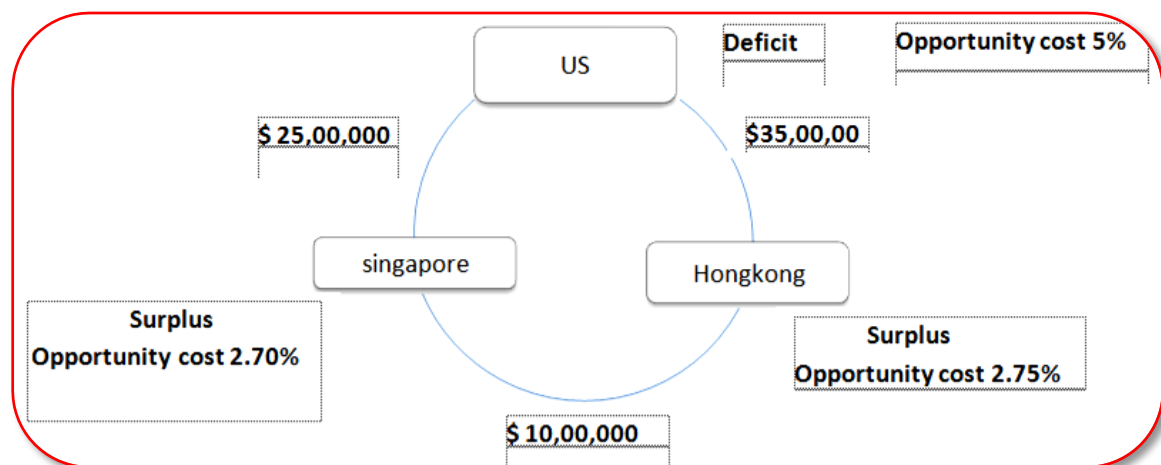 US
Deficit
Opportunity cost 5%
$ 25,00,000
$35,00,00
singapore
Hongkong
Surplus
Opportunity cost 2.70%
Surplus
Opportunity cost 2.75%
$ 10,00,000